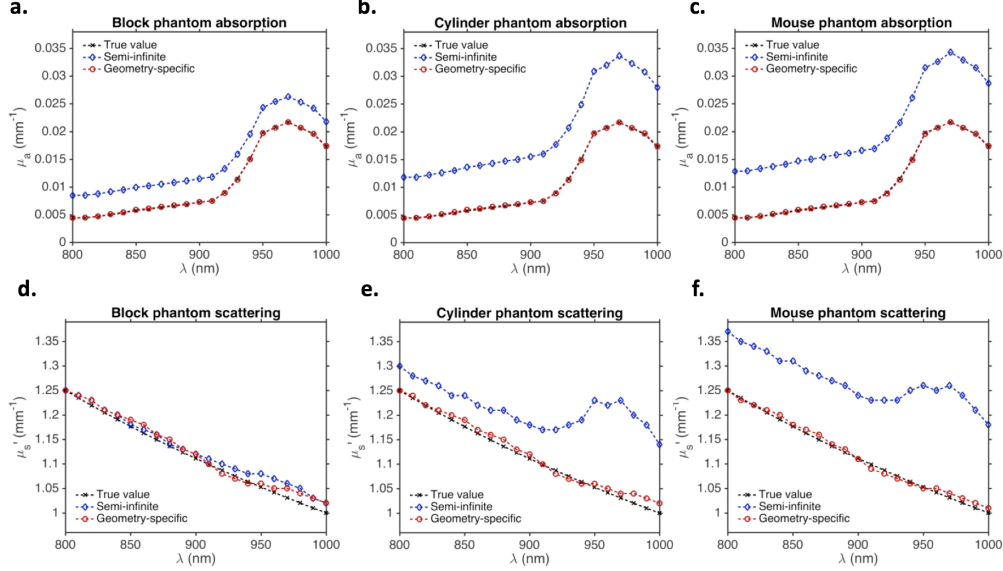 a.
Block phantom absorption
True value
Semi-infinite
Geometry-specific
0.035
0.03
0.025
0.02
0.015
0.01
0.005
0
μa (mm⁻¹)
800
850
900
950
1000
λ (nm)
b.
Cylinder phantom absorption
True value
Semi-infinite
Geometry-specific
0.035
0.03
0.025
0.02
0.015
0.01
0.005
0
μa (mm⁻¹)
800
850
900
950
1000
λ (nm)
c.
Mouse phantom absorption
True value
Semi-infinite
Geometry-specific
0.035
0.03
0.025
0.02
0.015
0.01
0.005
0
μa (mm⁻¹)
800
850
900
950
1000
λ (nm)
d.
Block phantom scattering
1.35
1.3
1.25
1.2
1.15
1.1
1.05
1
μs' (mm⁻¹)
True value
Semi-infinite
Geometry-specific
800
850
900
950
1000
λ (nm)
e.
Cylinder phantom scattering
1.35
1.3
1.25
1.2
1.15
1.1
1.05
1
μs' (mm⁻¹)
True value
Semi-infinite
Geometry-specific
800
850
900
950
1000
λ (nm)
f.
Mouse phantom scattering
1.35
1.3
1.25
1.2
1.15
1.1
1.05
1
μs' (mm⁻¹)
True value
Semi-infinite
Geometry-specific
800
850
900
950
1000
λ (nm)